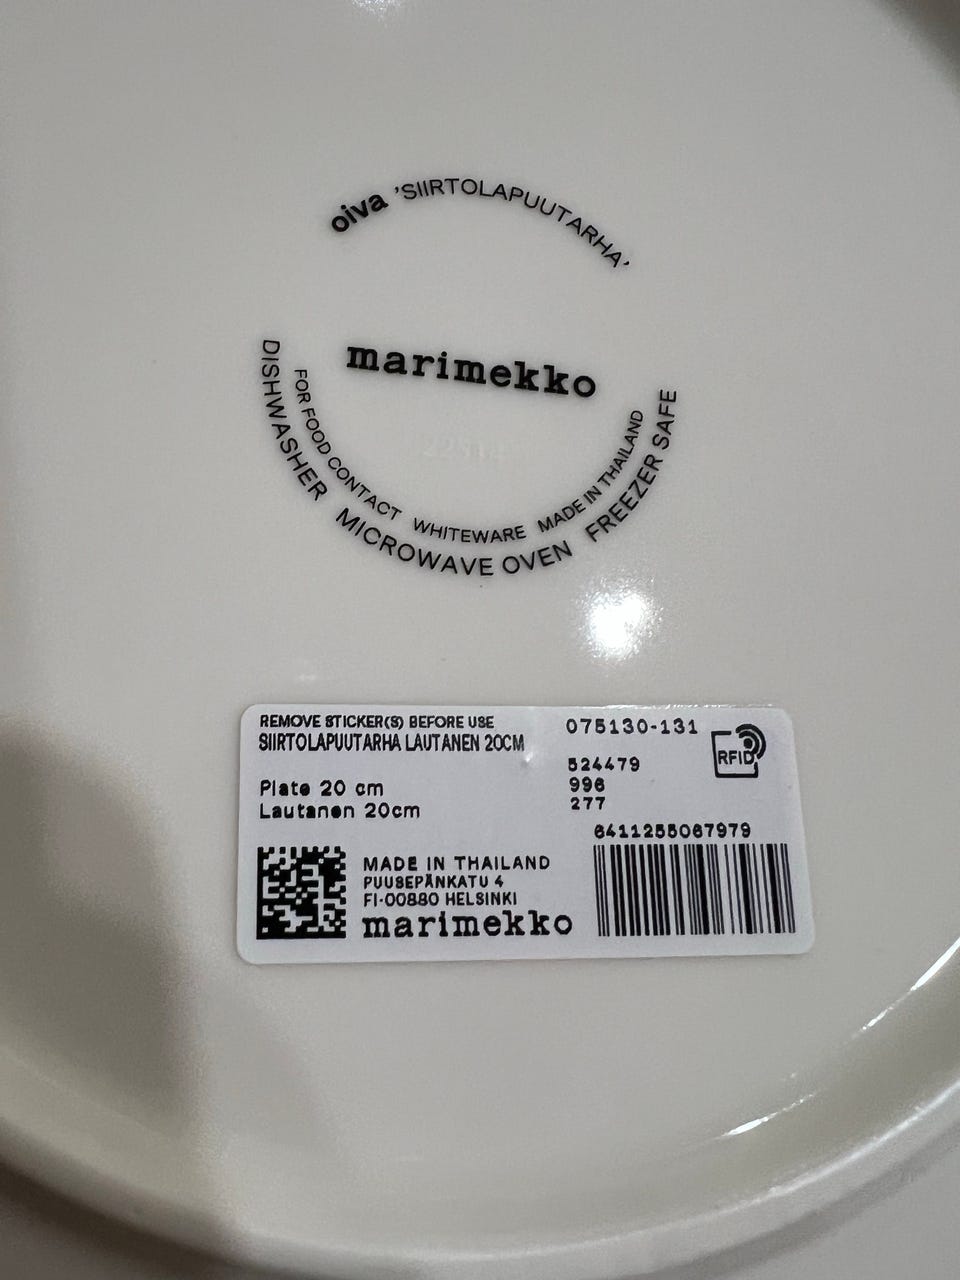 oiva 'SIIRTOLAPUUTARHA'
marimekko
FOR FOOD CONTACT WHITEWARE MADE IN THAILAND
DISHWASHER MICROWAVE OVEN FREEZER SAFE
REMOVE STICKER(S) BEFORE USE
SIIRTOLAPUUTARHA LAUTANEN 20CM
075130-131
RFID
524479
996
277
Plate 20 cm
Lautanen 20cm
6411255067979
MADE IN THAILAND
PUUSEPÄNKATU 4
FI-00880 HELSINKI
marimekko